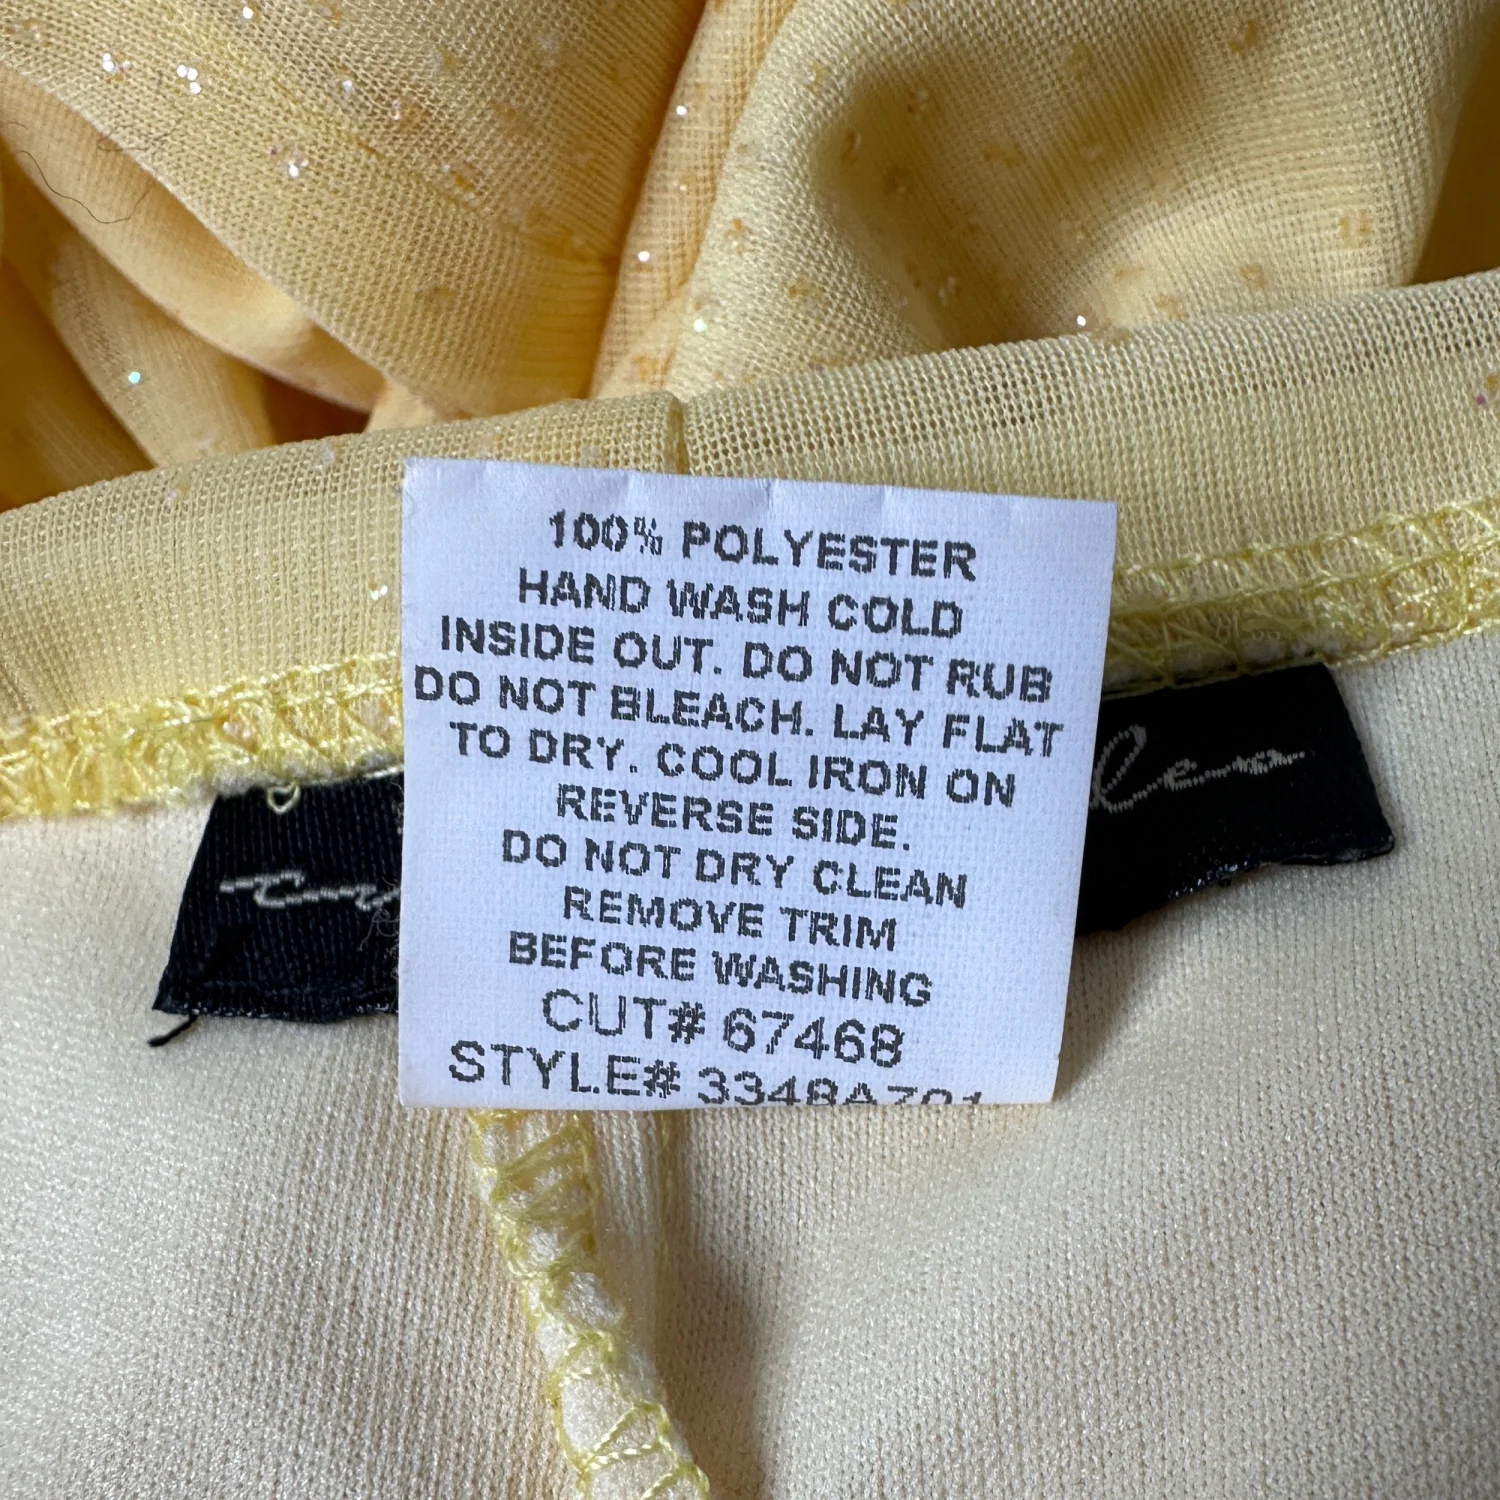 100% POLYESTER
HAND WASH COLD
INSIDE OUT. DO NOT RUB
DO NOT BLEACH. LAY FLAT
TO DRY. COOL IRON ON
REVERSE SIDE.
DO NOT DRY CLEAN
REMOVE TRIM
BEFORE WASHING
CUT# 67468
STYLE#